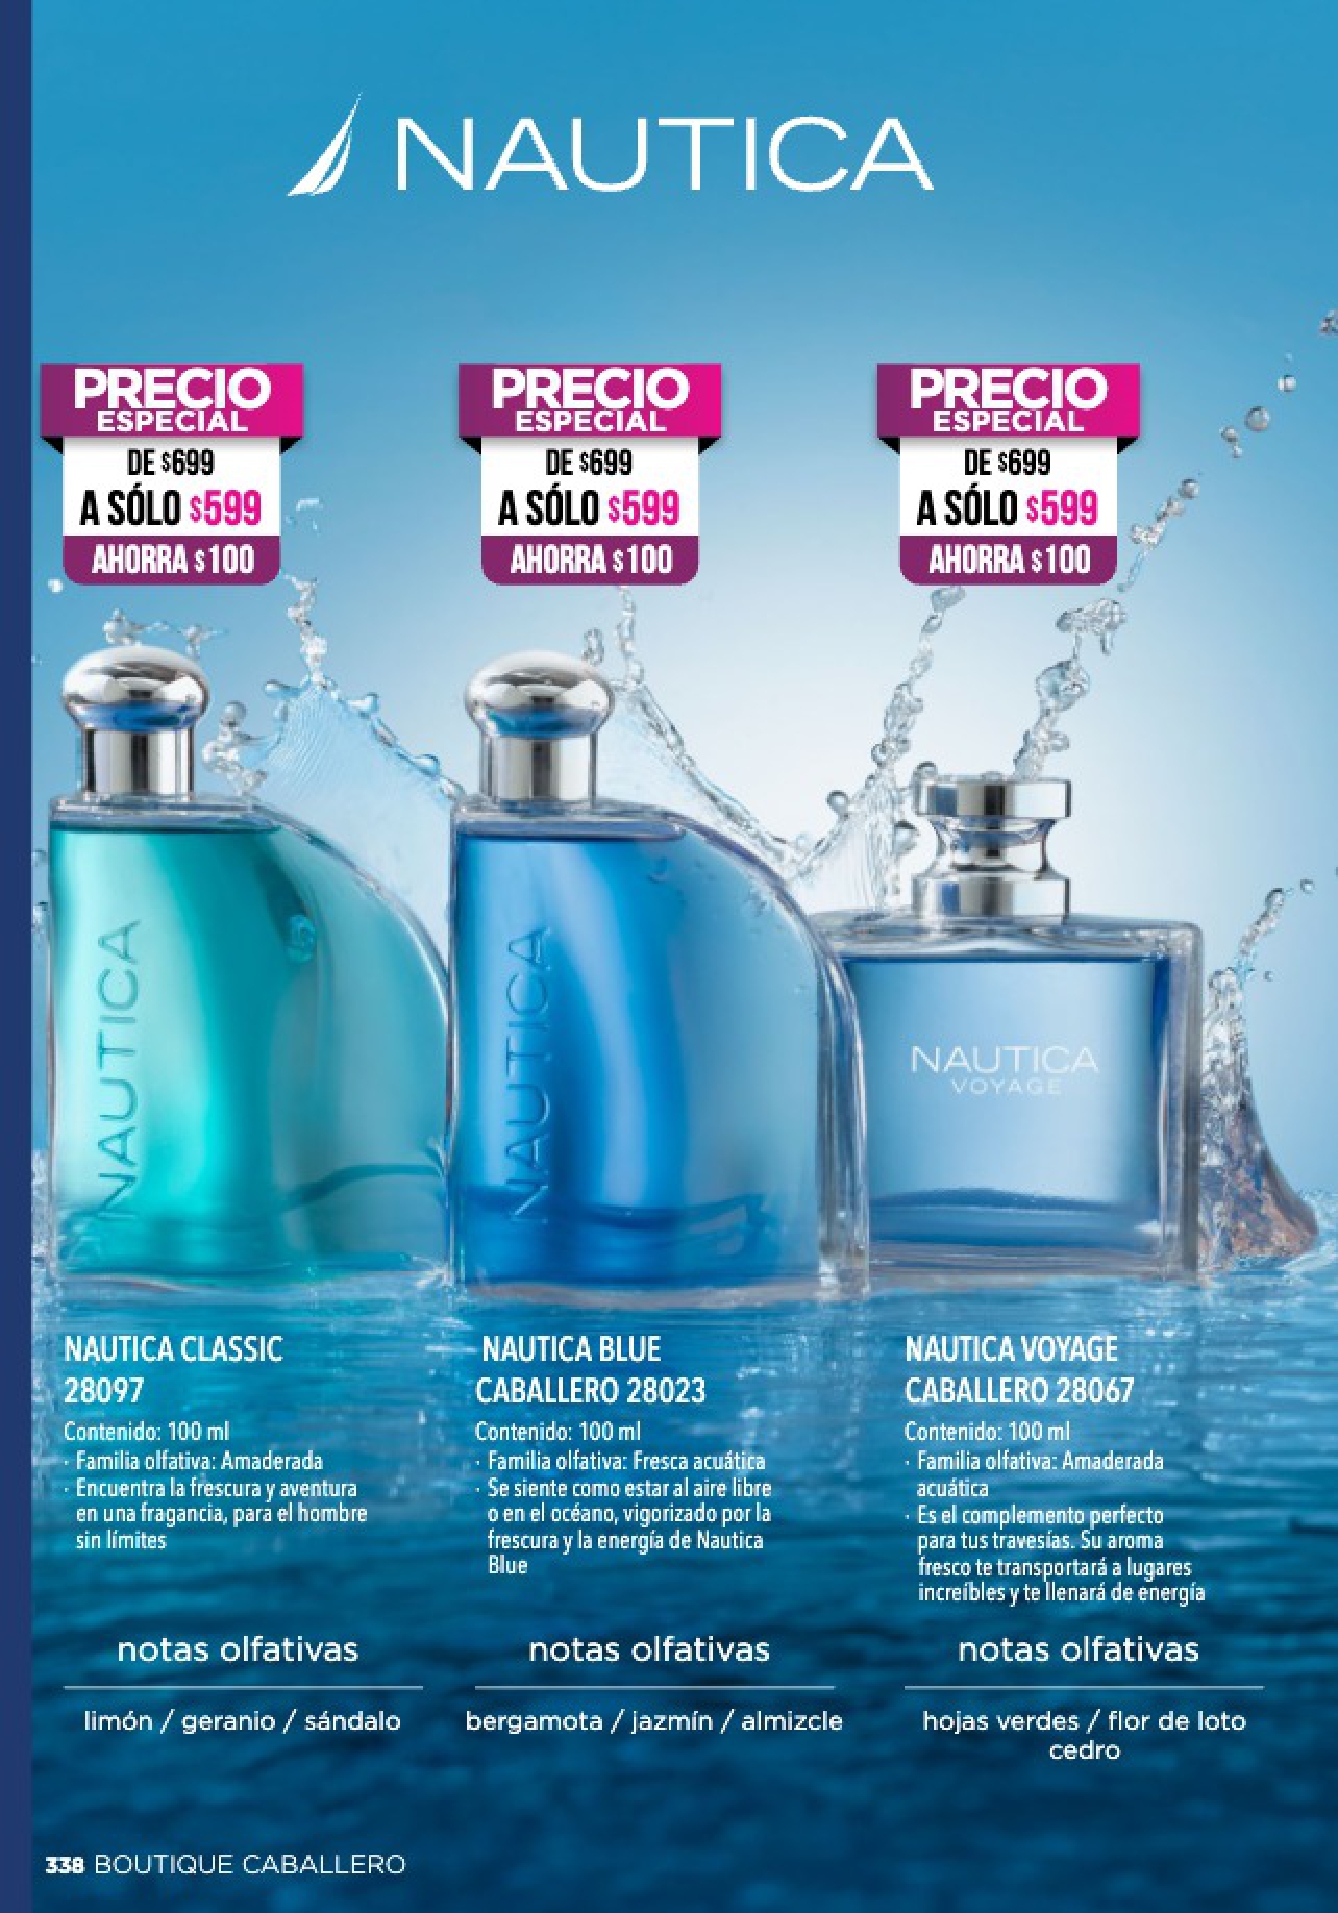 NAUTICA
PRECIO
ESPECIAL
DE $699
A SÓLO $599
AHORRA $100
PRECIO
ESPECIAL
DE $699
A SÓLO $599
AHORRA $100
PRECIO
ESPECIAL
DE $699
A SÓLO $599
AHORRA $100
NAUTICA
NAUTICA
NAUTICA
VOYAGE
NAUTICA CLASSIC
28097
Contenido: 100 ml
· Familia olfativa: Amaderada
· Encuentra la frescura y aventura
en una fragancia, para el hombre
sin límites
notas olfativas
limón / geranio / sándalo
NAUTICA BLUE
CABALLERO 28023
Contenido: 100 ml
· Familia olfativa: Fresca acuática
· Se siente como estar al aire libre
o en el océano, vigorizado por la
frescura y la energía de Nautica
Blue
notas olfativas
bergamota / jazmín / almizcle
NAUTICA VOYAGE
CABALLERO 28067
Contenido: 100 ml
· Familia olfativa: Amaderada
acuática
· Es el complemento perfecto
para tus travesías. Su aroma
fresco te transportará a lugares
increíbles y te llenará de energía
notas olfativas
hojas verdes / flor de loto
cedro
338 BOUTIQUE CABALLERO